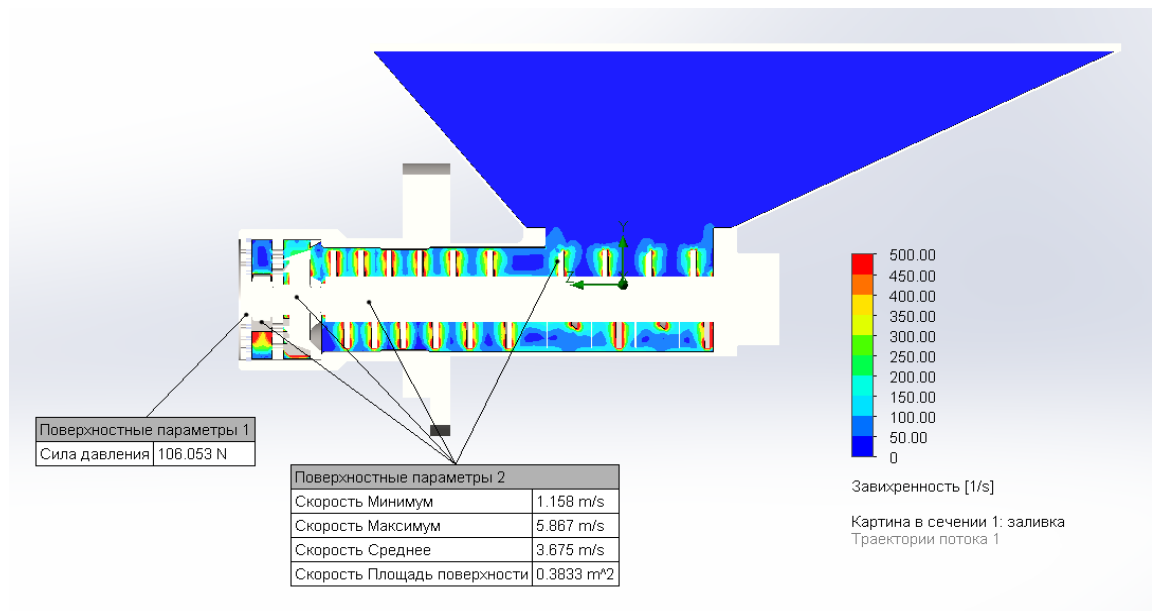 Y
Z
500.00
450.00
400.00
350.00
300.00
250.00
200.00
150.00
100.00
50.00
0
Завихренность [1/s]
Картина в сечении 1: заливка
Траектории потока 1
Поверхностные параметры 1
Сила давления 106.053 N
Поверхностные параметры 2
Скорость Минимум 1.158 m/s
Скорость Максимум 5.867 m/s
Скорость Среднее 3.675 m/s
Скорость Площадь поверхности 0.3833 m^2